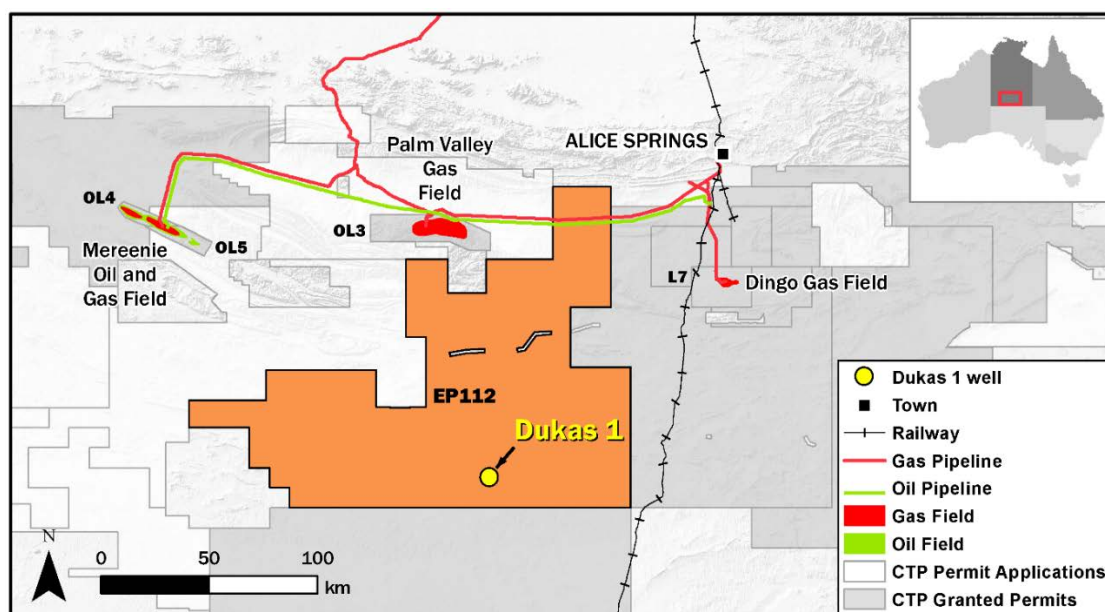 ALICE SPRINGS
Palm Valley
Gas
Field
OL4
OL3
OL5
Mereenie
Oil and
Gas Field
L7
Dingo Gas Field
EP112
Dukas 1
N
0 50 100
km
Dukas 1 well
Town
Railway
Gas Pipeline
Oil Pipeline
Gas Field
Oil Field
CTP Permit Applications
CTP Granted Permits